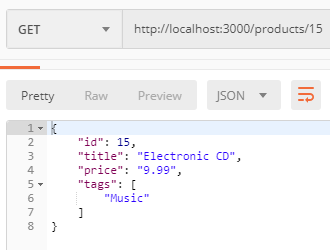 GET http://localhost:3000/products/15
Pretty Raw Preview JSON
1 {
2 "id": 15,
3 "title": "Electronic CD",
4 "price": "9.99",
5 "tags": [
6 "Music"
7 ]
8 }